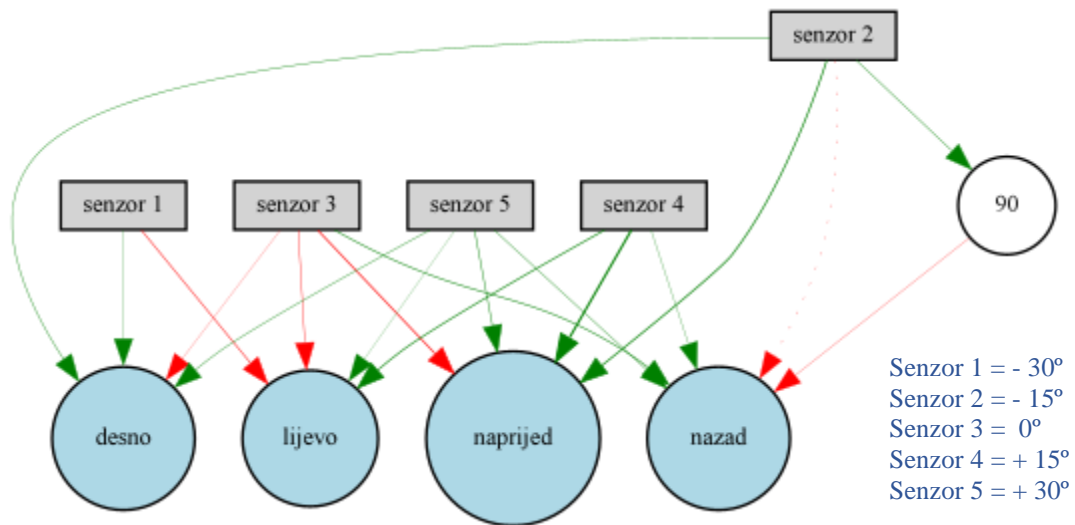 senzor 2
senzor 1
senzor 3
senzor 5
senzor 4
90
desno
lijevo
naprijed
nazad
Senzor 1 = - 30º
Senzor 2 = - 15º
Senzor 3 = 0º
Senzor 4 = + 15º
Senzor 5 = + 30º